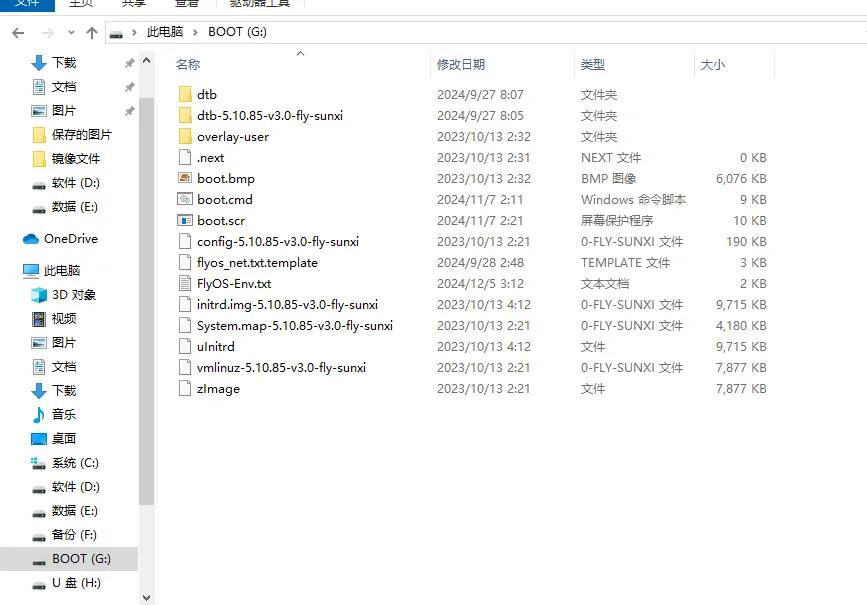 文件 主页 共享 查看 驱动器工具
此电脑 BOOT (G:)
名称 修改日期 类型 大小
下载
文档
图片
保存的图片
镜像文件
软件 (D:)
数据 (E:)
OneDrive
此电脑
3D 对象
视频
图片
文档
下载
音乐
桌面
系统 (C:)
软件 (D:)
数据 (E:)
备份 (F:)
BOOT (G:)
U 盘 (H:)
dtb 2024/9/27 8:07 文件夹
dtb-5.10.85-v3.0-fly-sunxi 2024/9/27 8:05 文件夹
overlay-user 2023/10/13 2:32 文件夹
.next 2023/10/13 2:31 NEXT 文件 0 KB
boot.bmp 2023/10/13 2:32 BMP 图像 6,076 KB
boot.cmd 2024/11/7 2:11 Windows 命令脚本 9 KB
boot.scr 2024/11/7 2:21 屏幕保护程序 10 KB
config-5.10.85-v3.0-fly-sunxi 2023/10/13 2:21 0-FLY-SUNXI 文件 190 KB
flyos_net.txt.template 2024/9/28 2:48 TEMPLATE 文件 3 KB
FlyOS-Env.txt 2024/12/5 3:12 文本文档 2 KB
initrd.img-5.10.85-v3.0-fly-sunxi 2023/10/13 4:12 0-FLY-SUNXI 文件 9,715 KB
System.map-5.10.85-v3.0-fly-sunxi 2023/10/13 2:21 0-FLY-SUNXI 文件 4,180 KB
uInitrd 2023/10/13 4:12 文件 9,715 KB
vmlinuz-5.10.85-v3.0-fly-sunxi 2023/10/13 2:21 0-FLY-SUNXI 文件 7,877 KB
zImage 2023/10/13 2:21 文件 7,877 KB